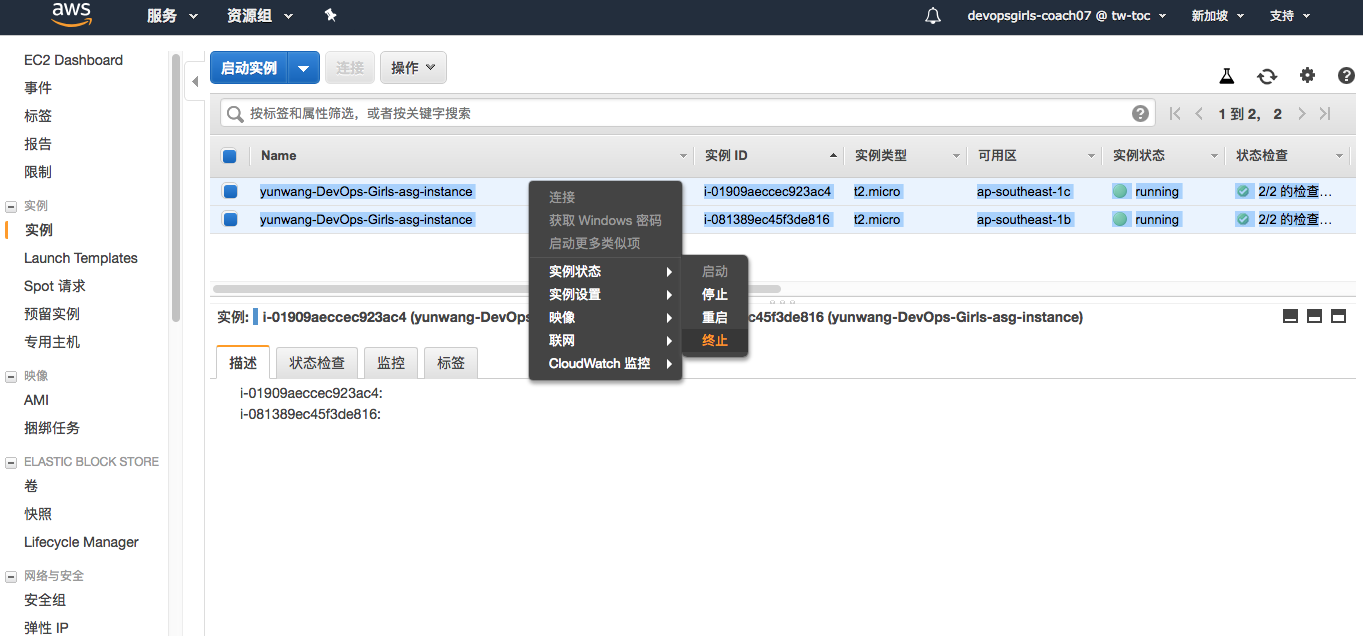 aws 服务 资源组 devopsgirls-coach07 @ tw-toc 新加坡 支持
EC2 Dashboard
事件
标签
报告
限制
实例
实例
Launch Templates
Spot 请求
预留实例
专用主机
映像
AMI
捆绑任务
ELASTIC BLOCK STORE
卷
快照
Lifecycle Manager
网络与安全
安全组
弹性 IP
启动实例 连接 操作
按标签和属性筛选，或者按关键字搜索 ? 1 到 2， 2
Name 实例 ID 实例类型 可用区 实例状态 状态检查
yunwang-DevOps-Girls-asg-instance i-01909aeccec923ac4 t2.micro ap-southeast-1c running 2/2 的检查…
yunwang-DevOps-Girls-asg-instance i-081389ec45f3de816 t2.micro ap-southeast-1b running 2/2 的检查…
连接
获取 Windows 密码
启动更多类似项
实例状态
实例设置
映像
联网
CloudWatch 监控
启动
停止
重启
终止
实例: i-01909aeccec923ac4 (yunwang-DevOps c45f3de816 (yunwang-DevOps-Girls-asg-instance)
描述 状态检查 监控 标签
i-01909aeccec923ac4:
i-081389ec45f3de816: